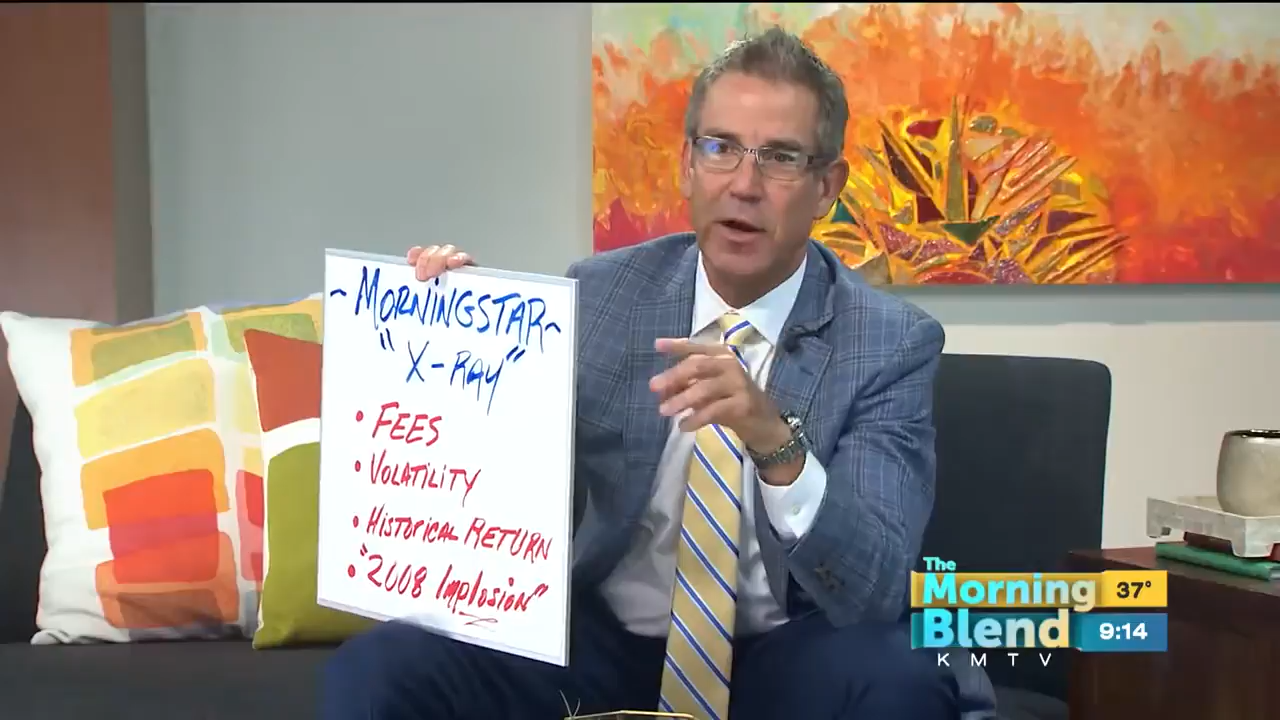 ~ MORNINGSTAR ~
"X-RAY"
• FEES
• VOLATILITY
• HISTORICAL RETURN
• "2008 Implosion"
The
Morning
Blend
KMTV
37°
9:14